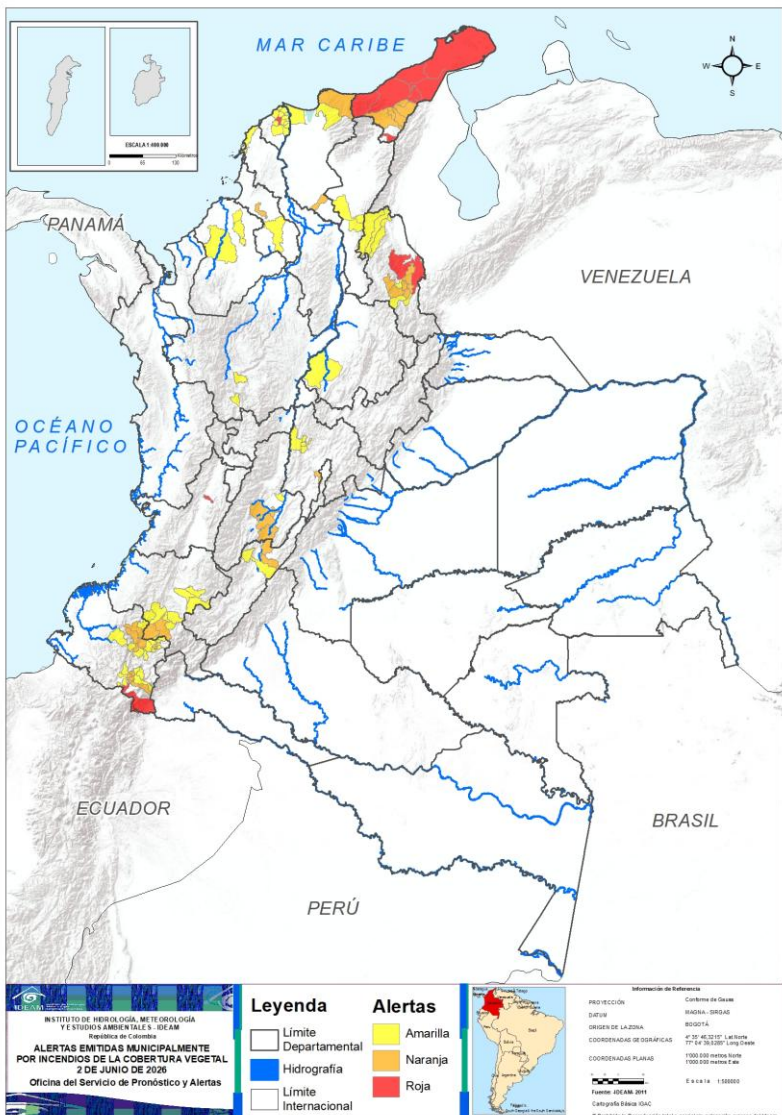 MAR CARIBE
N
W
E
S
ESCALA 1:400.000
PANAMÁ
VENEZUELA
OCÉANO
PACÍFICO
ECUADOR
BRASIL
PERÚ
IDEAM
INSTITUTO DE HIDROLOGÍA, METEOROLOGÍA
Y ESTUDIOS AMBIENTALES - IDEAM
República de Colombia
ALERTAS EMITIDAS MUNICIPALMENTE
POR INCENDIOS DE LA COBERTURA VEGETAL
2 DE JUNIO DE 2026
Oficina del Servicio de Pronóstico y Alertas
Leyenda
Límite
Departamental
Hidrografía
Límite
Internacional
Alertas
Amarilla
Naranja
Roja
Información de Referencia
PROYECCIÓN Conforme de Gauss
DATUM MAGNA - SIRGAS
ORIGEN DE LA ZONA BOGOTÁ
COORDENADAS GEOGRÁFICAS
COORDENADAS PLANAS 1'000.000 metros Norte
1'000.000 metros Este
Escala
Fuente: IDEAM- 2011
Cartografía Básica IGAC